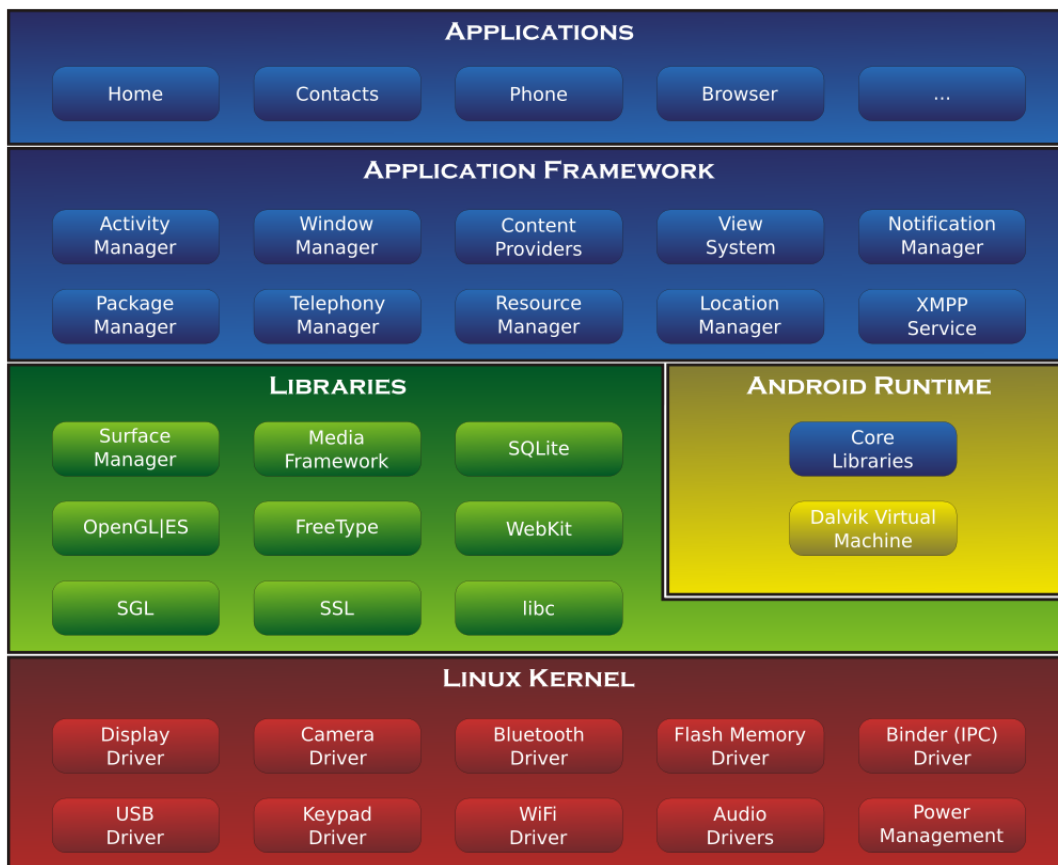 APPLICATIONS
Home
Contacts
Phone
Browser
...
APPLICATION FRAMEWORK
Activity
Manager
Window
Manager
Content
Providers
View
System
Notification
Manager
Package
Manager
Telephony
Manager
Resource
Manager
Location
Manager
XMPP
Service
LIBRARIES
Surface
Manager
Media
Framework
SQLite
OpenGL|ES
FreeType
WebKit
SGL
SSL
libc
ANDROID RUNTIME
Core
Libraries
Dalvik Virtual
Machine
LINUX KERNEL
Display
Driver
Camera
Driver
Bluetooth
Driver
Flash Memory
Driver
Binder (IPC)
Driver
USB
Driver
Keypad
Driver
WiFi
Driver
Audio
Drivers
Power
Management